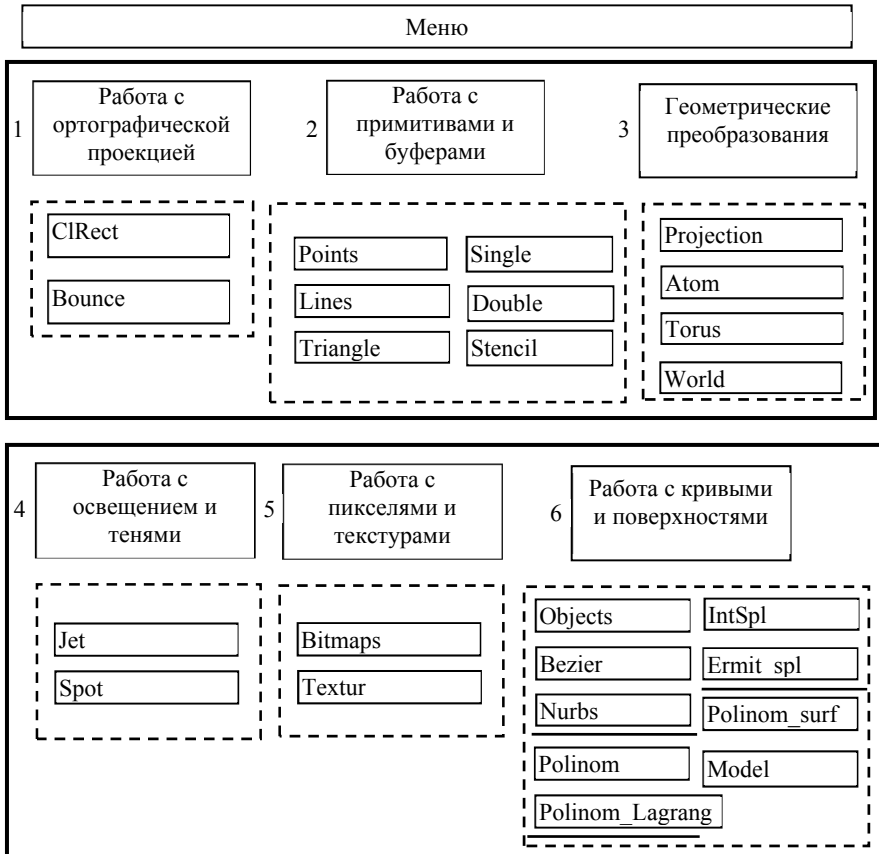 Меню
1
Работа с
ортографической
проекцией
2
Работа с
примитивами и
буферами
3
Геометрические
преобразования
ClRect
Bounce
Points
Single
Lines
Double
Triangle
Stencil
Projection
Atom
Torus
World
4
Работа с
освещением и
тенями
5
Работа с
пикселями и
текстурами
6
Работа с кривыми
и поверхностями
Jet
Spot
Bitmaps
Textur
Objects
IntSpl
Bezier
Ermit_spl
Nurbs
Polinom_surf
Polinom
Model
Polinom_Lagrang